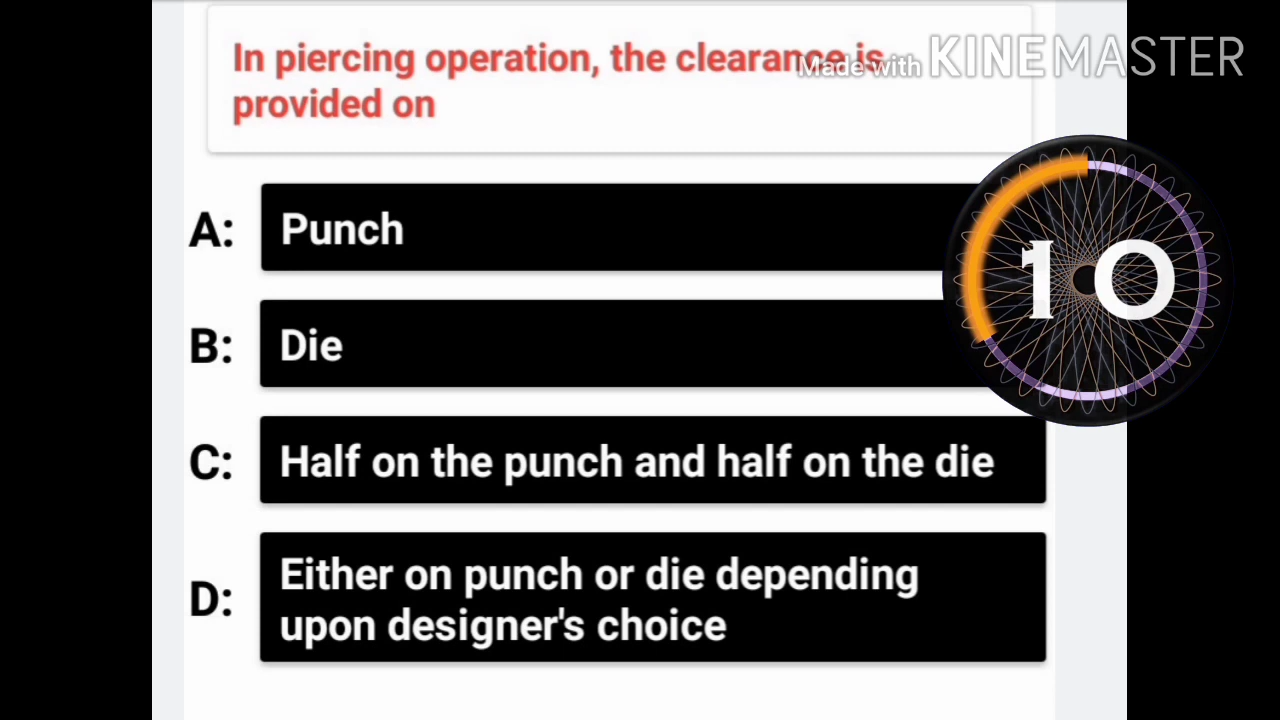 In piercing operation, the clearance is
Made with KINEMASTER
provided on
A: Punch
B: Die
10
C: Half on the punch and half on the die
D: Either on punch or die depending
upon designer's choice